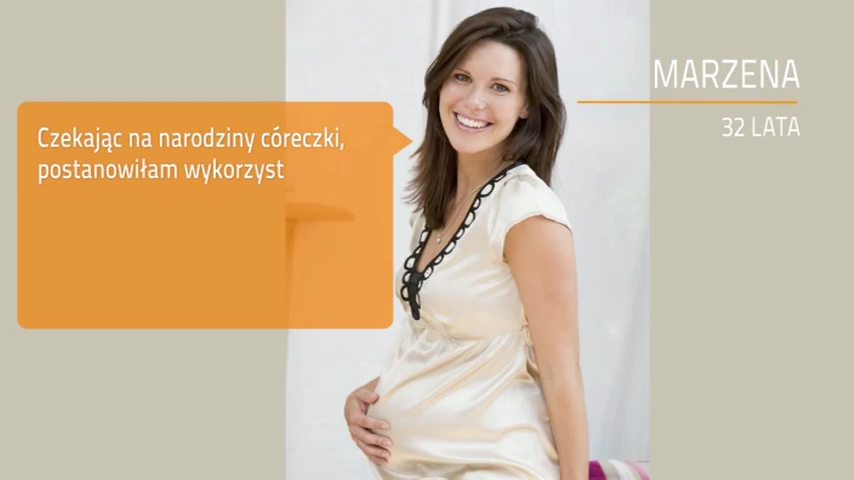 MARZENA
32 LATA
Czekając na narodziny córeczki,
postanowiłam wykorzyst